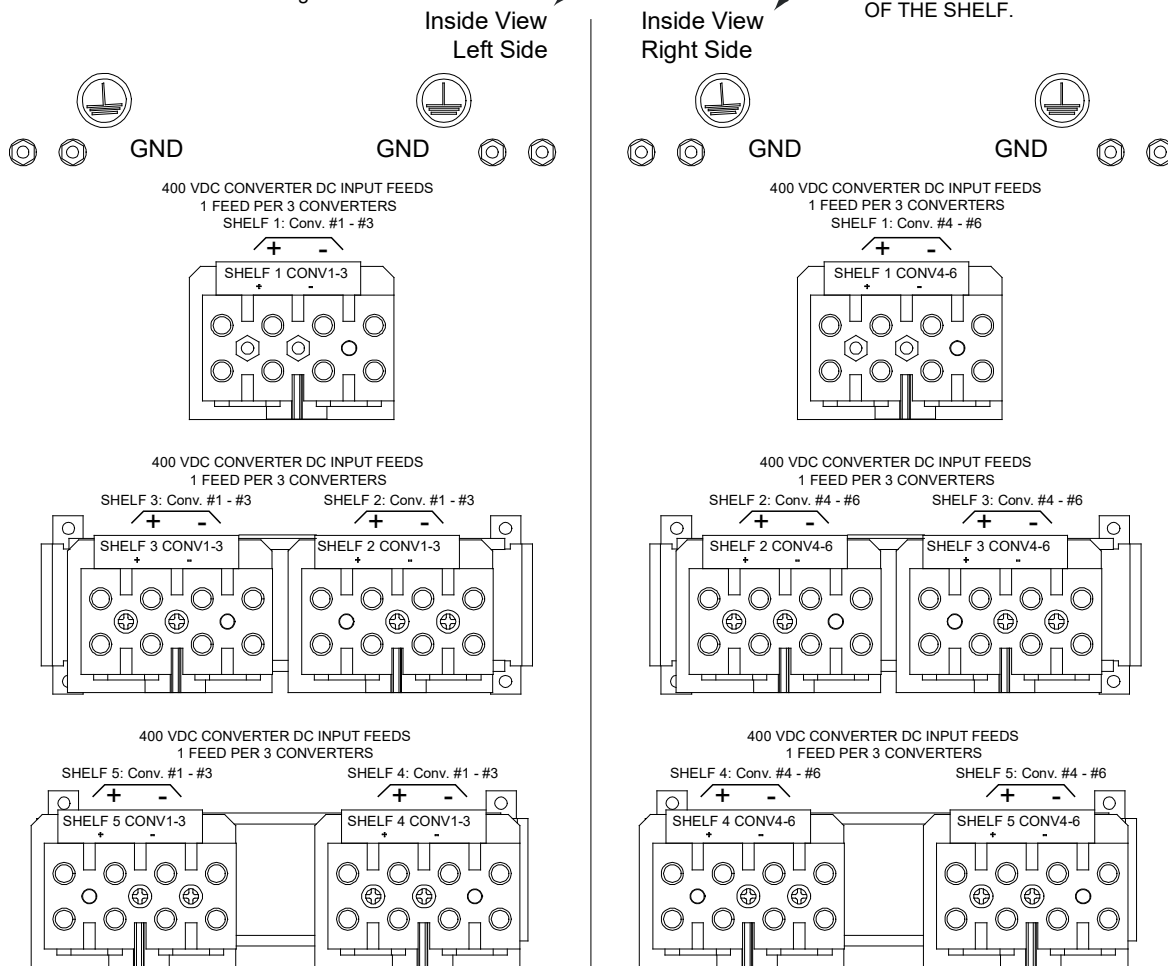 Inside View
Left Side
Inside View
Right Side
OF THE SHELF.
GND
GND
GND
GND
400 VDC CONVERTER DC INPUT FEEDS
1 FEED PER 3 CONVERTERS
SHELF 1: Conv. #1 - #3
+ -
SHELF 1 CONV1-3
+ -
400 VDC CONVERTER DC INPUT FEEDS
1 FEED PER 3 CONVERTERS
SHELF 1: Conv. #4 - #6
+ -
SHELF 1 CONV4-6
+ -
400 VDC CONVERTER DC INPUT FEEDS
1 FEED PER 3 CONVERTERS
SHELF 3: Conv. #1 - #3
+ -
SHELF 3 CONV1-3
+ -
SHELF 2: Conv. #1 - #3
+ -
SHELF 2 CONV1-3
+ -
400 VDC CONVERTER DC INPUT FEEDS
1 FEED PER 3 CONVERTERS
SHELF 2: Conv. #4 - #6
+ -
SHELF 2 CONV4-6
+ -
SHELF 3: Conv. #4 - #6
+ -
SHELF 3 CONV4-6
+ -
400 VDC CONVERTER DC INPUT FEEDS
1 FEED PER 3 CONVERTERS
SHELF 5: Conv. #1 - #3
+ -
SHELF 5 CONV1-3
+ -
SHELF 4: Conv. #1 - #3
+ -
SHELF 4 CONV1-3
+ -
400 VDC CONVERTER DC INPUT FEEDS
1 FEED PER 3 CONVERTERS
SHELF 4: Conv. #4 - #6
+ -
SHELF 4 CONV4-6
+ -
SHELF 5: Conv. #4 - #6
+ -
SHELF 5 CONV4-6
+ -